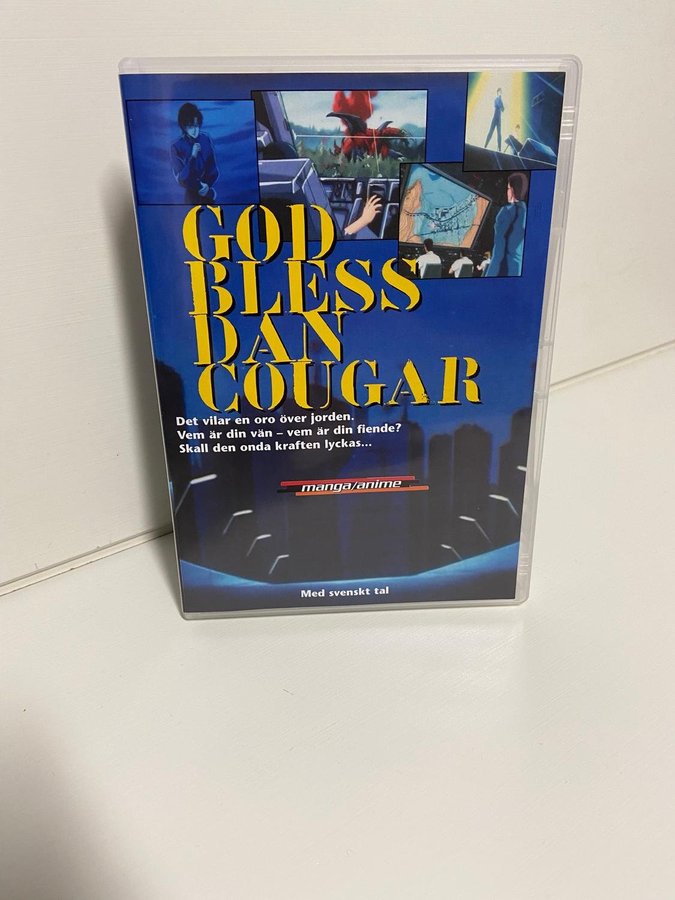 GOD
BLESS
DAN
COUGAR
Det vilar en oro över jorden.
Vem är din vän – vem är din fiende?
Skall den onda kraften lyckas...
manga/anime
Med svenskt tal